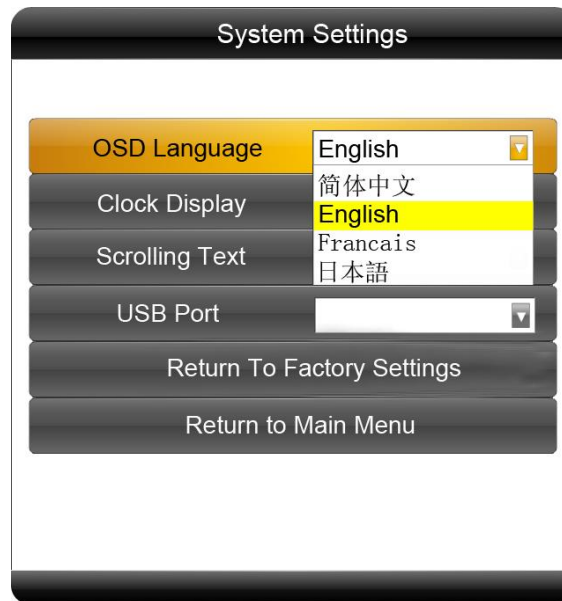 System Settings
OSD Language
English
简体中文
English
Francais
日本語
Clock Display
Scrolling Text
USB Port
Return To Factory Settings
Return to Main Menu